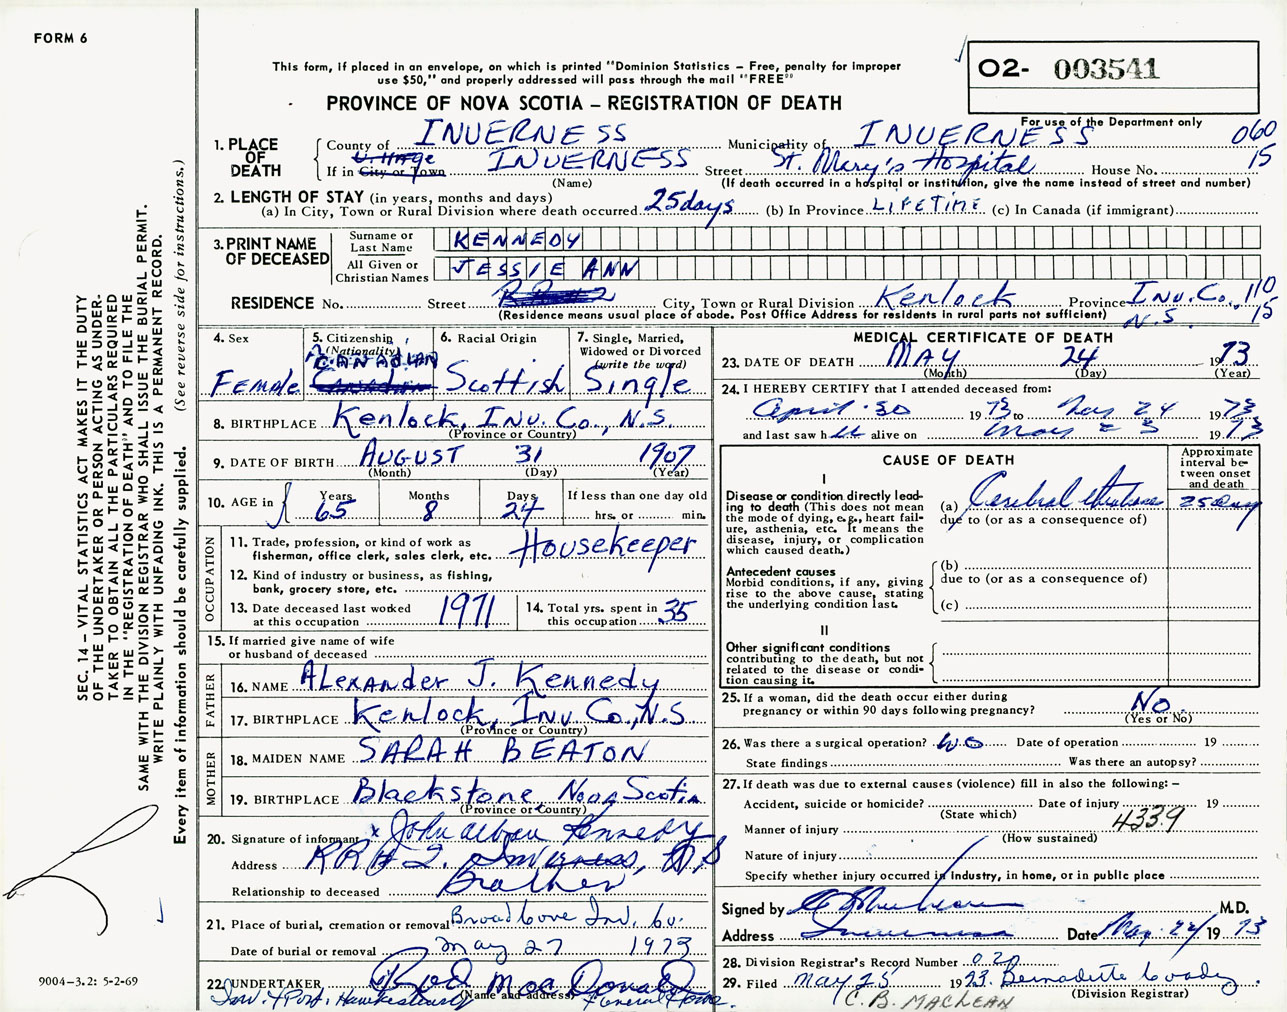 FORM 6
This form, if placed in an envelope, on which is printed "Dominion Statistics – Free, penalty for improper
use $50," and properly addressed will pass through the mail "FREE"
O2- 003541
PROVINCE OF NOVA SCOTIA – REGISTRATION OF DEATH
For use of the Department only
1. PLACE OF DEATH
County of INVERNESS Municipality of INVERNESS 060
If in City or Town Village INVERNESS Street St. Mary's Hospital House No. 15
(Name) (If death occurred in a hospital or institution, give the name instead of street and number)
2. LENGTH OF STAY (in years, months and days)
(a) In City, Town or Rural Division where death occurred 25 days (b) In Province LIFETIME (c) In Canada (if immigrant)
3. PRINT NAME OF DECEASED
Surname or Last Name KENNEDY
All Given or Christian Names JESSIE ANN
RESIDENCE No. Street City, Town or Rural Division Kenlock Province Inv. Co., N.S. 110 15
(Residence means usual place of abode. Post Office Address for residents in rural parts not sufficient)
4. Sex Female
5. Citizenship (Nationality) CANADIAN
6. Racial Origin Scottish
7. Single, Married, Widowed or Divorced (write the word) Single
8. BIRTHPLACE Kenlock, Inv. Co., N.S.
(Province or Country)
9. DATE OF BIRTH AUGUST 31 1907
(Month) (Day) (Year)
10. AGE in Years 65 Months 8 Days 24 If less than one day old hrs. or min.
OCCUPATION
11. Trade, profession, or kind of work as fisherman, office clerk, sales clerk, etc. Housekeeper
12. Kind of industry or business, as fishing, bank, grocery store, etc.
13. Date deceased last worked at this occupation 1971
14. Total yrs. spent in this occupation 35
15. If married give name of wife or husband of deceased
FATHER
16. NAME Alexander J. Kennedy
17. BIRTHPLACE Kenlock, Inv. Co., N.S.
(Province or Country)
MOTHER
18. MAIDEN NAME SARAH BEATON
19. BIRTHPLACE Blackstone, Nova Scotia
(Province or Country)
20. Signature of informant x John Kennedy
Address RR # 2, Inverness, N.S
Relationship to deceased Brother
21. Place of burial, cremation or removal Broad Cove Inv. Co.
Date of burial or removal May 27 1973
22. UNDERTAKER Rod MacDonald
(Name and address) Funeral Home.
Inv. & Port Hawkesbury
MEDICAL CERTIFICATE OF DEATH
23. DATE OF DEATH MAY 24 1973
(Month) (Day) (Year)
24. I HEREBY CERTIFY that I attended deceased from:
April 30 1973 to May 24 1973
and last saw her alive on May 23 1973
CAUSE OF DEATH
Approximate interval between onset and death
I
Disease or condition directly leading to death (This does not mean the mode of dying, e.g., heart failure, asthenia, etc. It means the disease, injury, or complication which caused death.)
(a) Cerebral 25 days
due to (or as a consequence of)
Antecedent causes
Morbid conditions, if any, giving rise to the above cause, stating the underlying condition last.
(b)
due to (or as a consequence of)
(c)
II
Other significant conditions
contributing to the death, but not related to the disease or condition causing it.
25. If a woman, did the death occur either during pregnancy or within 90 days following pregnancy? No
(Yes or No)
26. Was there a surgical operation? No Date of operation 19
State findings Was there an autopsy?
27. If death was due to external causes (violence) fill in also the following: –
Accident, suicide or homicide? Date of injury 19
(State which)
4339
Manner of injury
(How sustained)
Nature of injury
Specify whether injury occurred in industry, in home, or in public place
Signed by M.D.
Address Inverness Date May 24/ 19 73
28. Division Registrar's Record Number 020
29. Filed May 25 1973 Bernadette
(Division Registrar)
C. B. MACLEAN
SEC. 14 – VITAL STATISTICS ACT MAKES IT THE DUTY
OF THE UNDERTAKER OR PERSON ACTING AS UNDERTAKER
TO OBTAIN ALL THE PARTICULARS REQUIRED
IN THE "REGISTRATION OF DEATH" AND TO FILE THE
SAME WITH THE DIVISION REGISTRAR WHO SHALL ISSUE THE BURIAL PERMIT.
WRITE PLAINLY WITH UNFADING INK. THIS IS A PERMANENT RECORD.
Every item of information should be carefully supplied. (See reverse side for instructions.)
9004–3.2: 5-2-69